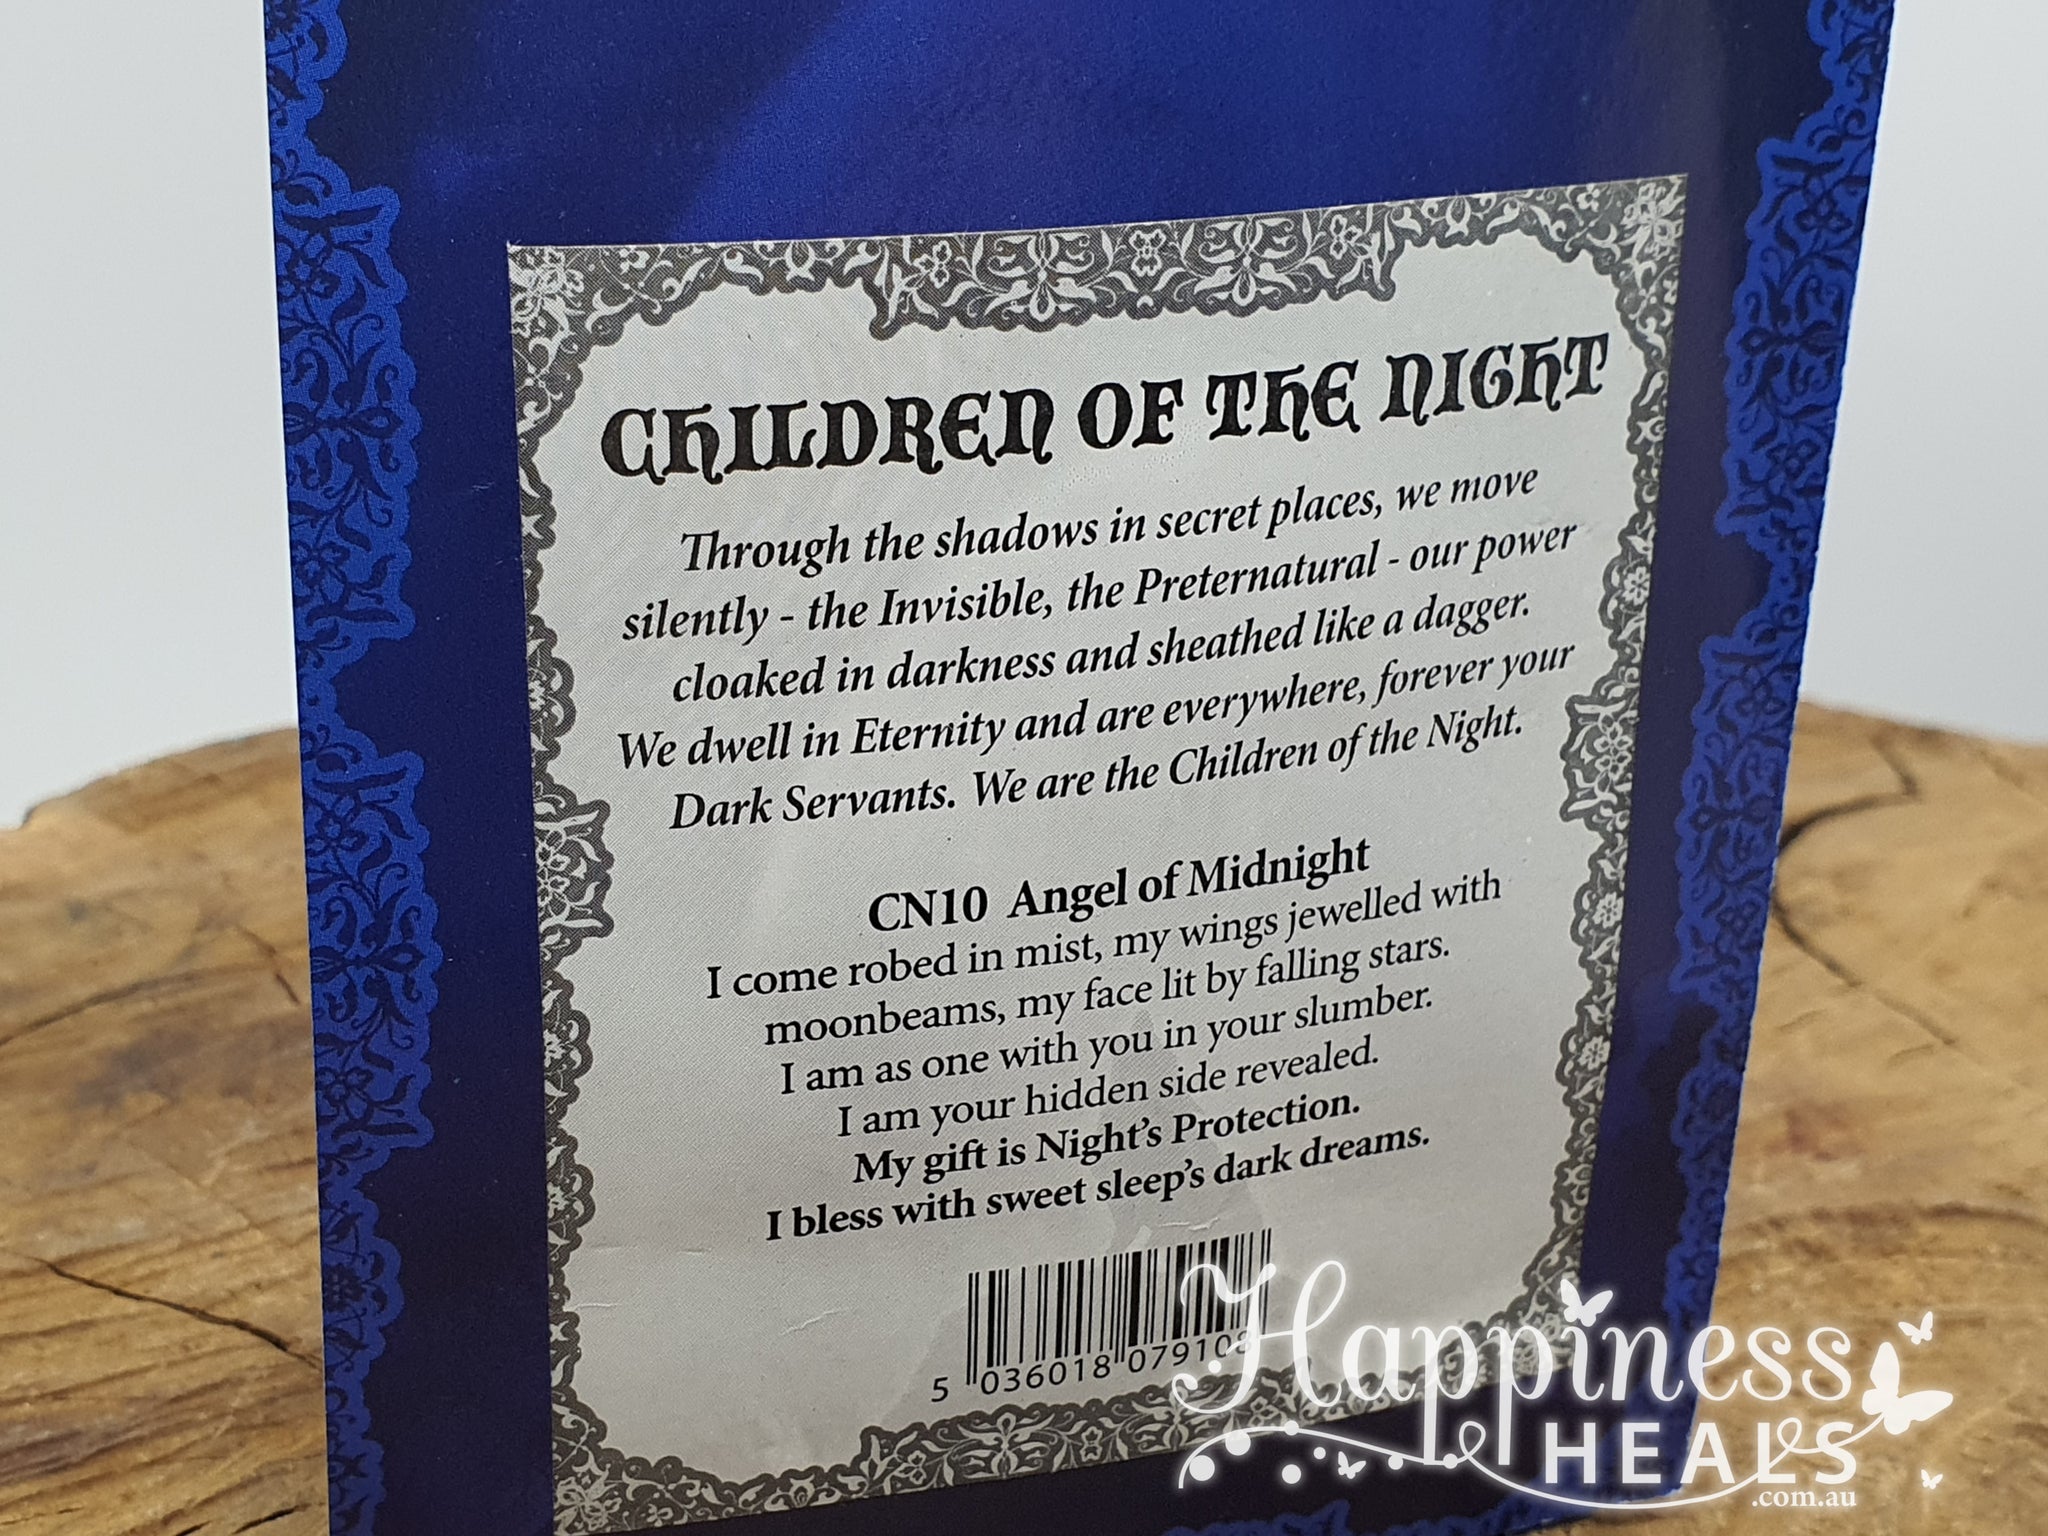 CHILDREN OF THE NIGHT
Through the shadows in secret places, we move
silently - the Invisible, the Preternatural - our power
cloaked in darkness and sheathed like a dagger.
We dwell in Eternity and are everywhere, forever your
Dark Servants. We are the Children of the Night.
CN10 Angel of Midnight
I come robed in mist, my wings jewelled with
moonbeams, my face lit by falling stars.
I am as one with you in your slumber.
I am your hidden side revealed.
My gift is Night's Protection.
I bless with sweet sleep's dark dreams.
5 036018 079108
Happiness
HEALS
.com.au